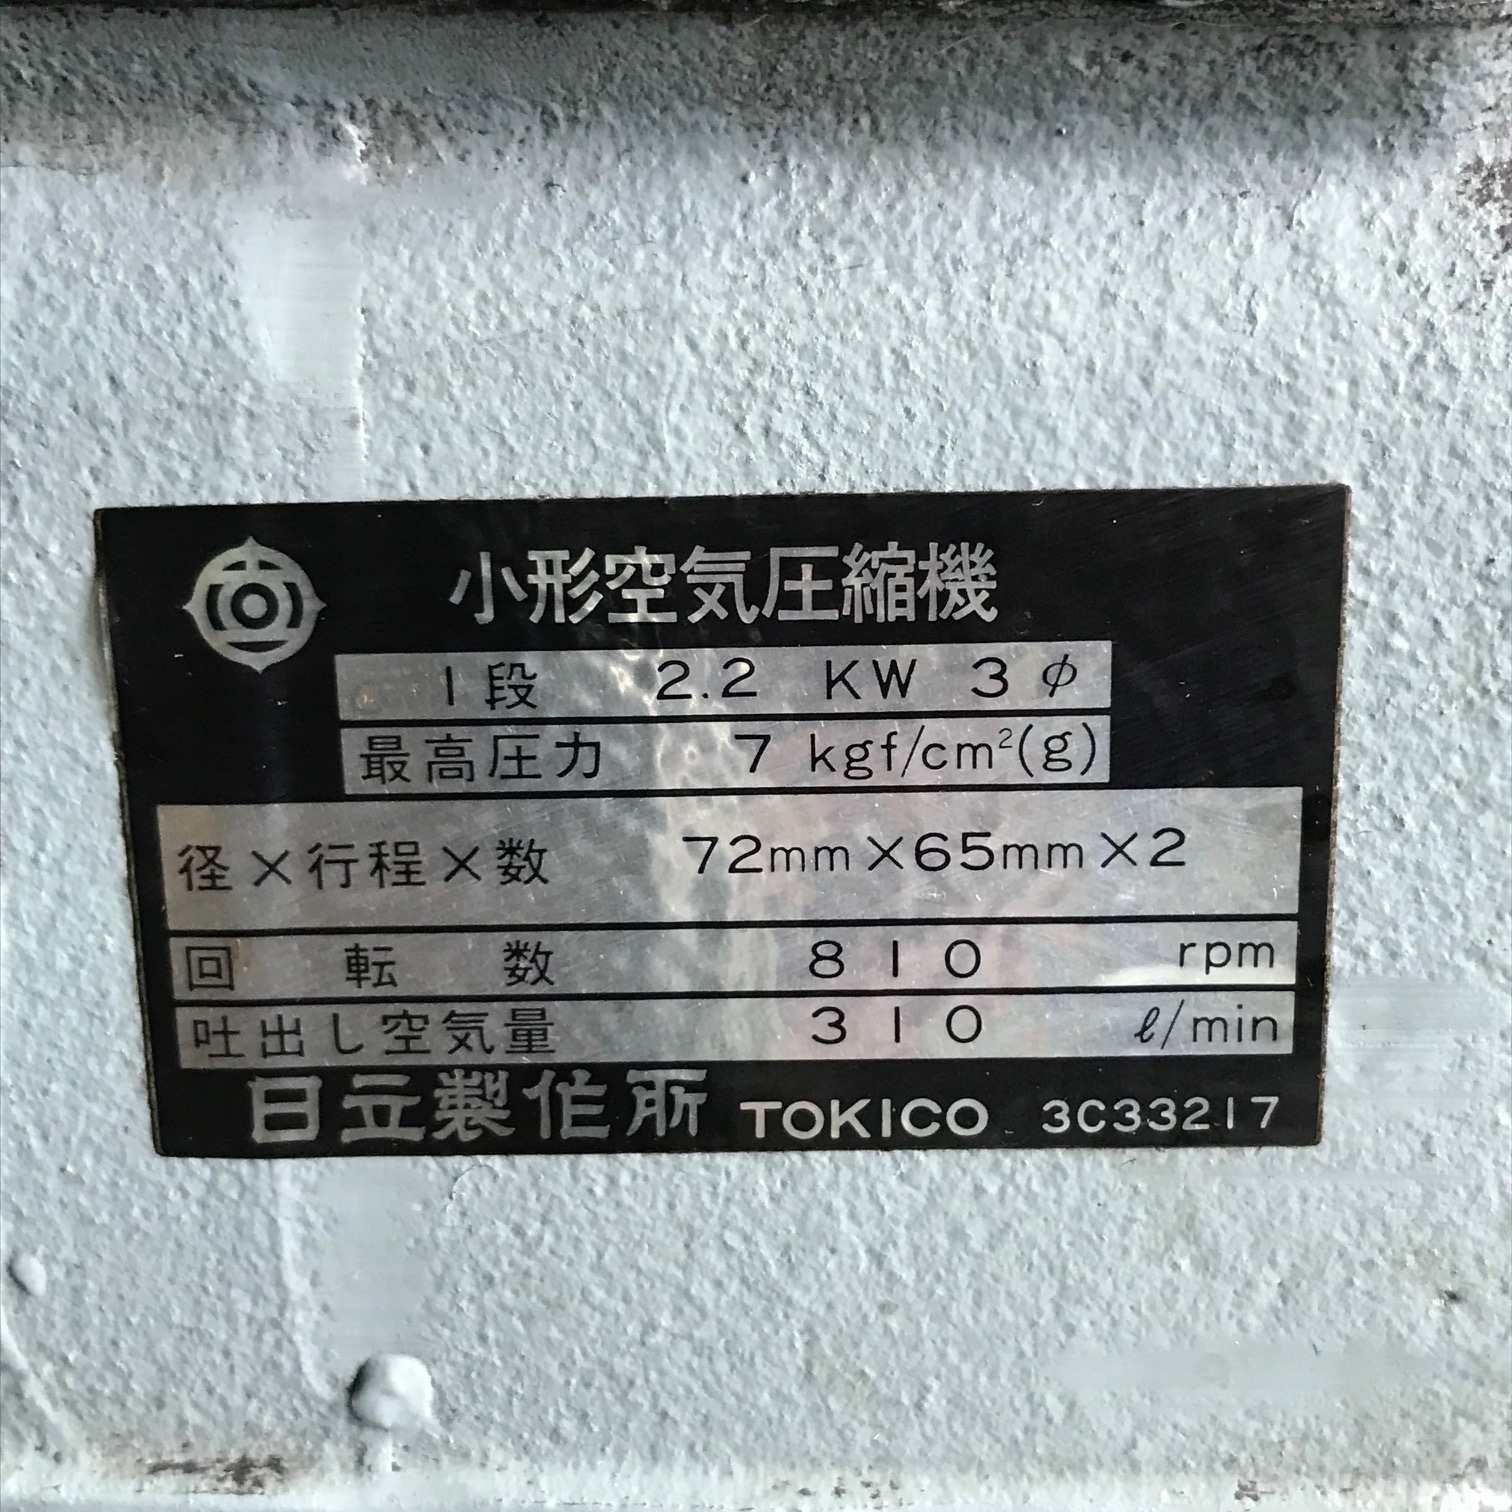 小形空気圧縮機
1段 2.2 KW 3φ
最高圧力 7 kgf/cm²(g)
径×行程×数 72mm×65mm×2
回転数 810 rpm
吐出し空気量 310 ℓ/min
日立製作所 TOKICO 3C33217